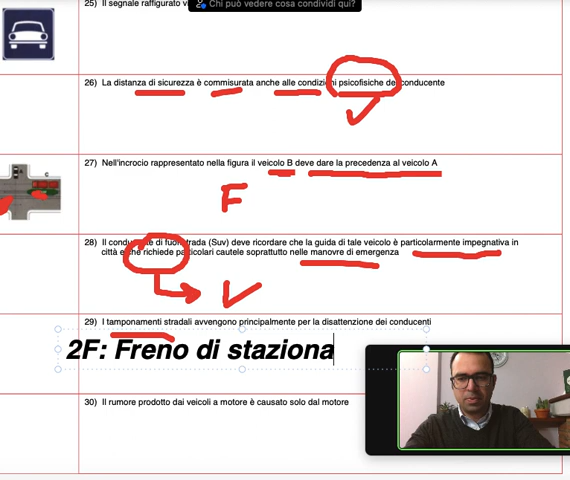 25) Il segnale raffigurato
Chi può vedere cosa condividi qui?
26) La distanza di sicurezza è commisurata anche alle condizioni psicofisiche del conducente
27) Nell'incrocio rappresentato nella figura il veicolo B deve dare la precedenza al veicolo A
F
28) Il conducente di fuoristrada (Suv) deve ricordare che la guida di tale veicolo è particolarmente impegnativa in
città e che richiede particolari cautele soprattutto nelle manovre di emergenza
V
29) I tamponamenti stradali avvengono principalmente per la disattenzione dei conducenti
2F: Freno di staziona
30) Il rumore prodotto dai veicoli a motore è causato solo dal motore